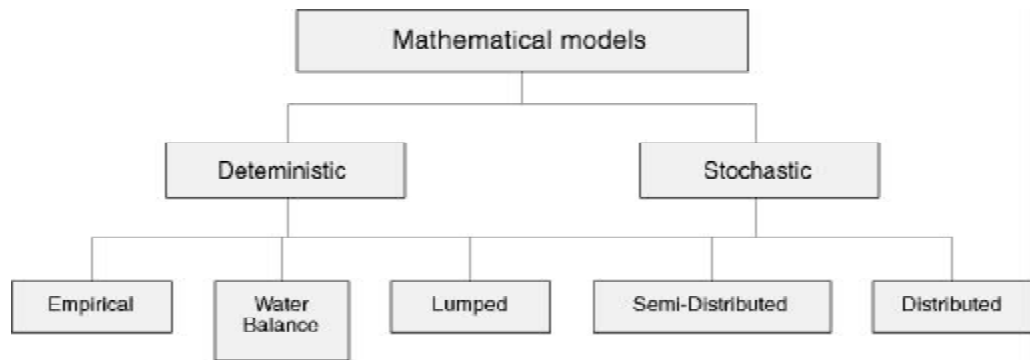 Mathematical models
Deteministic
Stochastic
Empirical
Water
Balance
Lumped
Semi-Distributed
Distributed